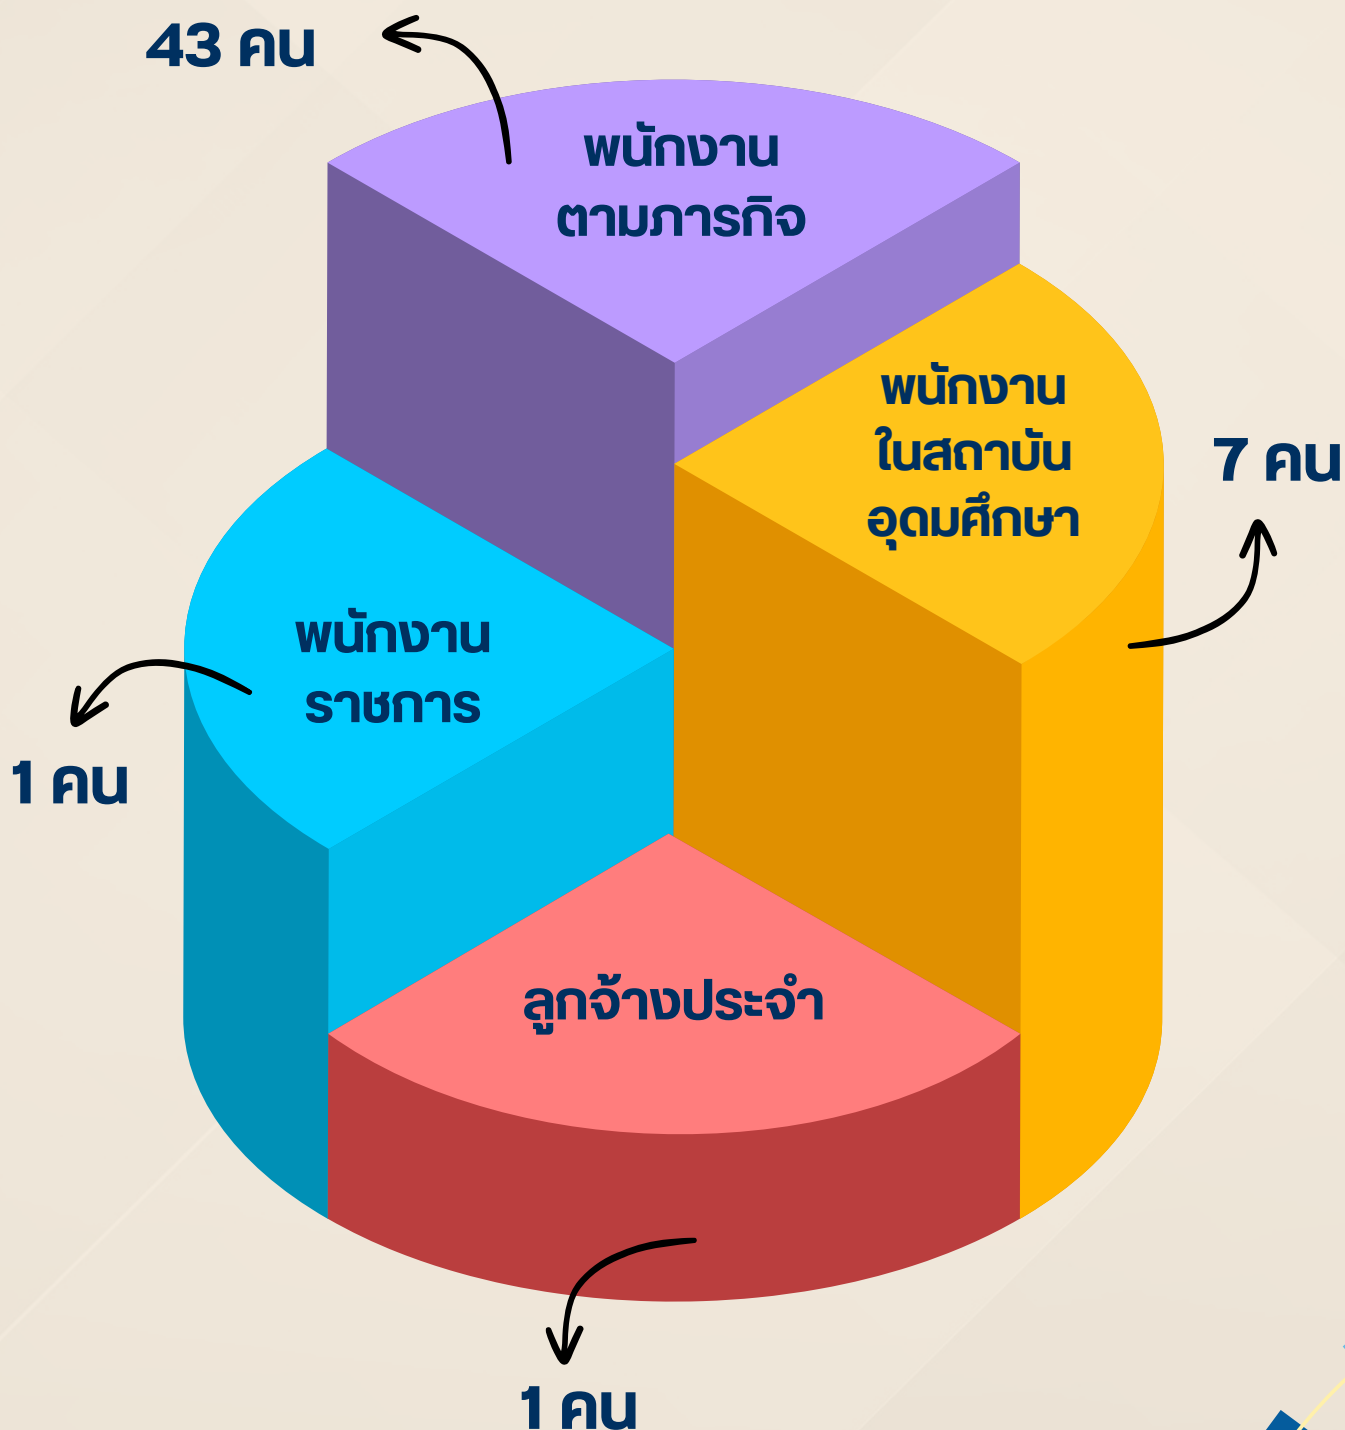 43 คน
พนักงาน
ตามภารกิจ
พนักงาน
ในสถาบัน
อุดมศึกษา
7 คน
พนักงาน
ราชการ
1 คน
ลูกจ้างประจำ
1 คน